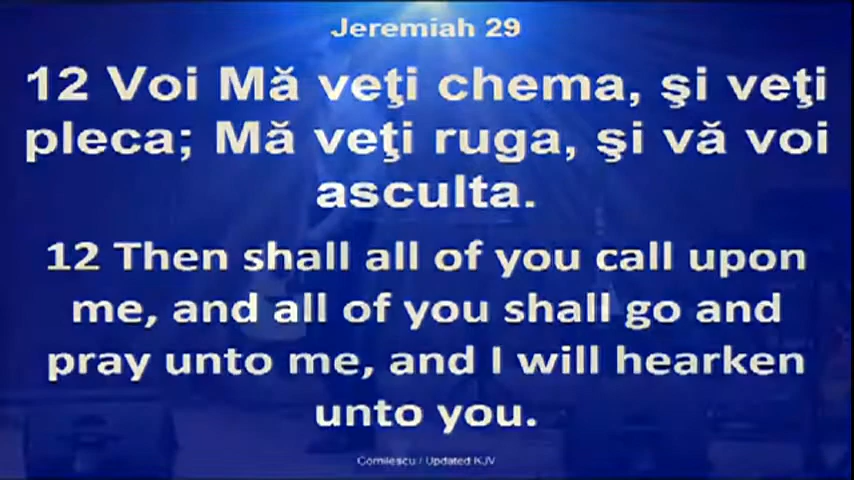 Jeremiah 29
12 Voi Mă veţi chema, şi veţi
pleca; Mă veţi ruga, şi vă voi
asculta.
12 Then shall all of you call upon
me, and all of you shall go and
pray unto me, and I will hearken
unto you.
Cornilescu / Updated KJV